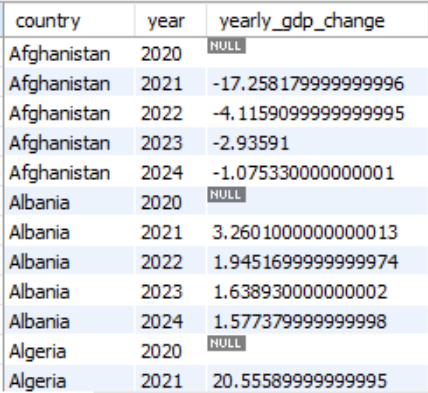 country year yearly_gdp_change
Afghanistan 2020 NULL
Afghanistan 2021 -17.258179999999996
Afghanistan 2022 -4.1159099999999995
Afghanistan 2023 -2.93591
Afghanistan 2024 -1.075330000000001
Albania 2020 NULL
Albania 2021 3.2601000000000013
Albania 2022 1.9451699999999974
Albania 2023 1.638930000000002
Albania 2024 1.577379999999998
Algeria 2020 NULL
Algeria 2021 20.55589999999995